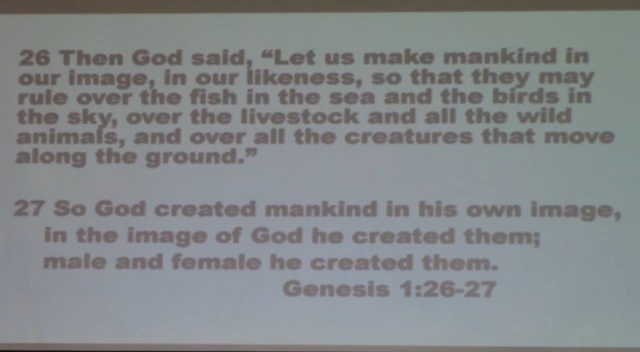 26 Then God said, “Let us make mankind in
our image, in our likeness, so that they may
rule over the fish in the sea and the birds in
the sky, over the livestock and all the wild
animals, and over all the creatures that move
along the ground.”
27 So God created mankind in his own image,
in the image of God he created them;
male and female he created them.
Genesis 1:26-27